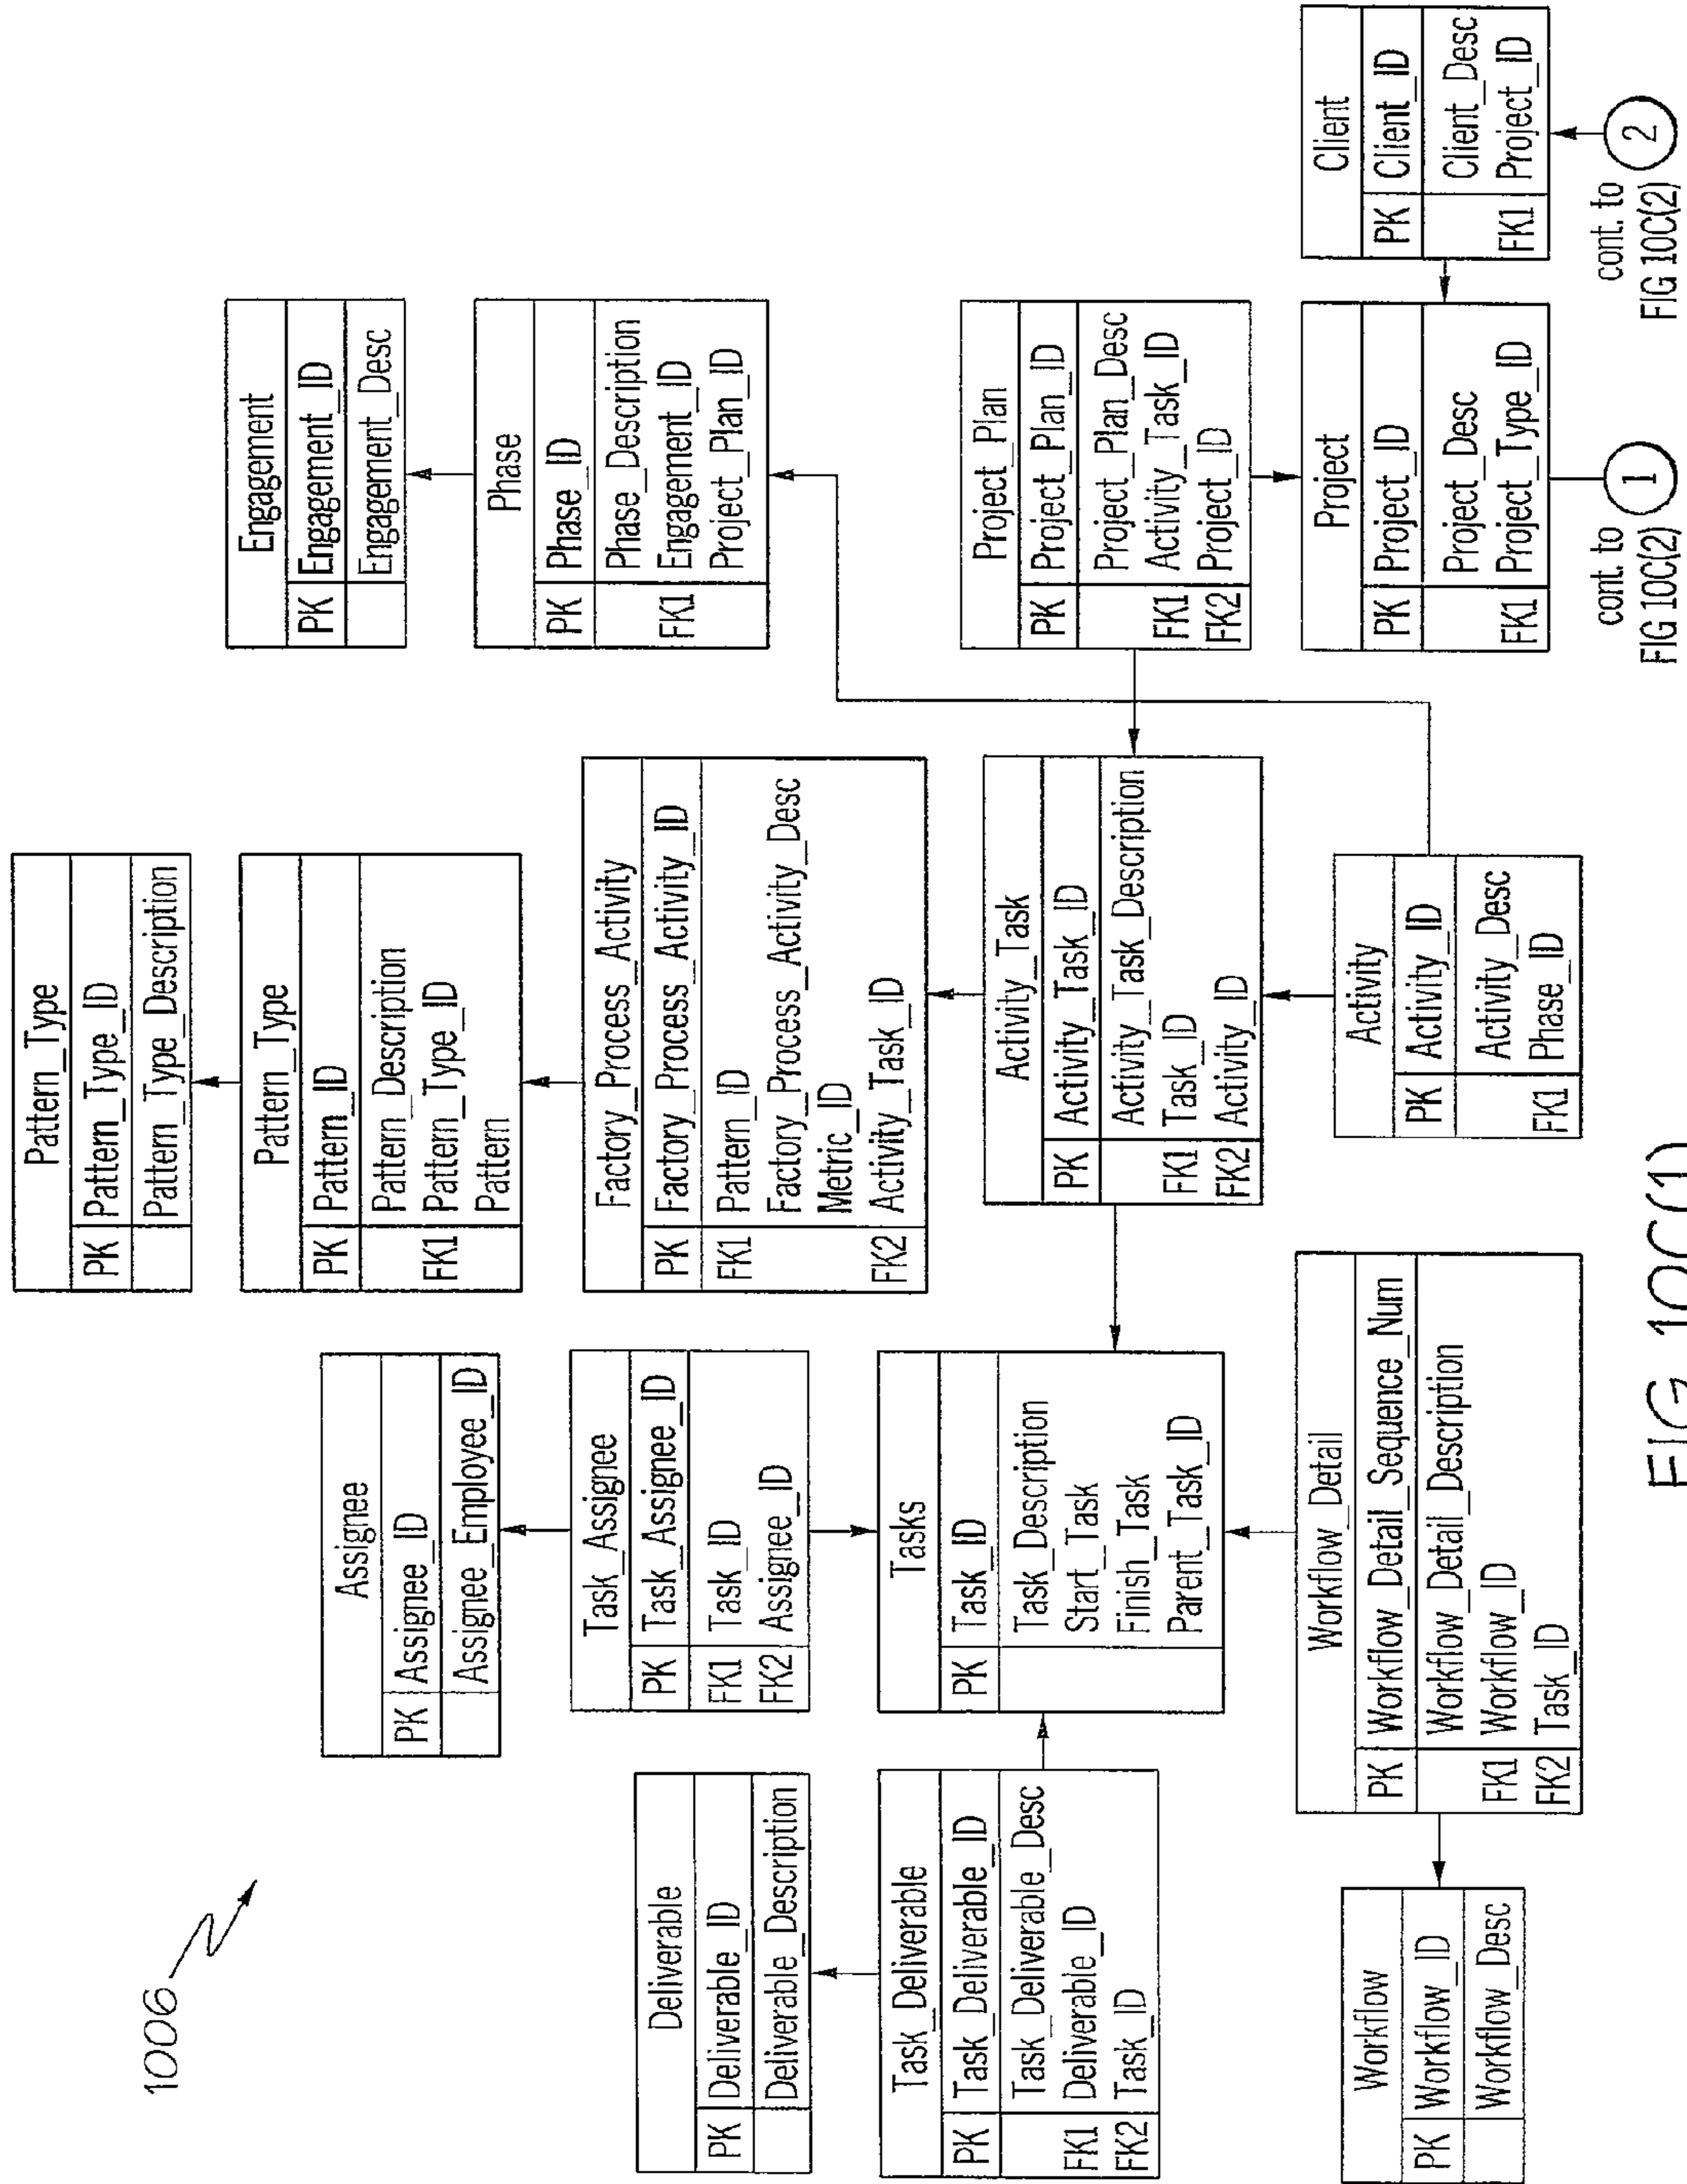 1006
Pattern_Type
PK Pattern_Type_ID
Pattern_Type_Description
Pattern_Type
PK Pattern_ID
Pattern_Description
FK1 Pattern_Type_ID
Pattern
Engagement
PK Engagement_ID
Engagement_Desc
Assignee
PK Assignee_ID
Assignee_Employee_ID
Phase
PK Phase_ID
Phase_Description
FK1 Engagement_ID
Project_Plan_ID
Task_Assignee
PK Task_Assignee_ID
FK1 Task_ID
FK2 Assignee_ID
Factory_Process_Activity
PK Factory_Process_Activity_ID
FK1 Pattern_ID
Factory_Process_Activity_Desc
Metric_ID
FK2 Activity_Task_ID
Deliverable
PK Deliverable_ID
Deliverable_Description
Task_Deliverable
PK Task_Deliverable_ID
Task_Deliverable_Desc
FK1 Deliverable_ID
FK2 Task_ID
Tasks
PK Task_ID
Task_Description
Start_Task
Finish_Task
Parent_Task_ID
Activity_Task
PK Activity_Task_ID
Activity_Task_Description
FK1 Task_ID
FK2 Activity_ID
Project_Plan
PK Project_Plan_ID
Project_Plan_Desc
FK1 Activity_Task_ID
FK2 Project_ID
Workflow
PK Workflow_ID
Workflow_Desc
Workflow_Detail
PK Workflow_Detail_Sequence_Num
Workflow_Detail_Description
FK1 Workflow_ID
FK2 Task_ID
Activity
PK Activity_ID
Activity_Desc
FK1 Phase_ID
Project
PK Project_ID
Project_Desc
FK1 Project_Type_ID
Client
PK Client_ID
Client_Desc
FK1 Project_ID
cont. to
FIG 10C(2)
1
cont. to
FIG 10C(2)
2
FIG 10C(1)